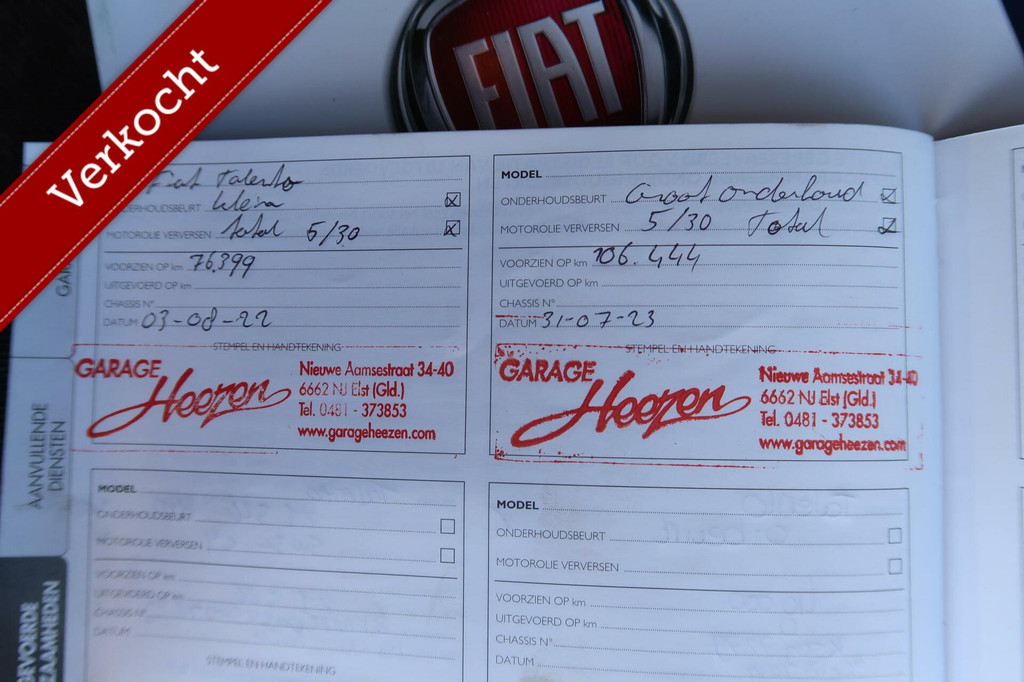 Verkocht
FIAT
Fiat Talento
ONDERHOUDSBEURT klein
MOTOROLIE VERVERSEN total 5/30
VOORZIEN OP km 76.399
UITGEVOERD OP km
CHASSIS N°
DATUM 03-08-22
STEMPEL EN HANDTEKENING
GARAGE Heezen
Nieuwe Aamsestraat 34-40
6662 NJ Elst (Gld.)
Tel. 0481 - 373853
www.garageheezen.com
MODEL
ONDERHOUDSBEURT Groot onderhoud
MOTOROLIE VERVERSEN 5/30 Total
VOORZIEN OP km 106.444
UITGEVOERD OP km
CHASSIS N°
DATUM 31-07-23
STEMPEL EN HANDTEKENING
GARAGE Heezen
Nieuwe Aamsestraat 34-40
6662 NJ Elst (Gld.)
Tel. 0481 - 373853
www.garageheezen.com
MODEL
ONDERHOUDSBEURT
MOTOROLIE VERVERSEN
VOORZIEN OP km
UITGEVOERD OP km
CHASSIS N°
DATUM
STEMPEL EN HANDTEKENING
MODEL
ONDERHOUDSBEURT
MOTOROLIE VERVERSEN
VOORZIEN OP km
UITGEVOERD OP km
CHASSIS N°
DATUM
AANVULLENDE
DIENSTEN